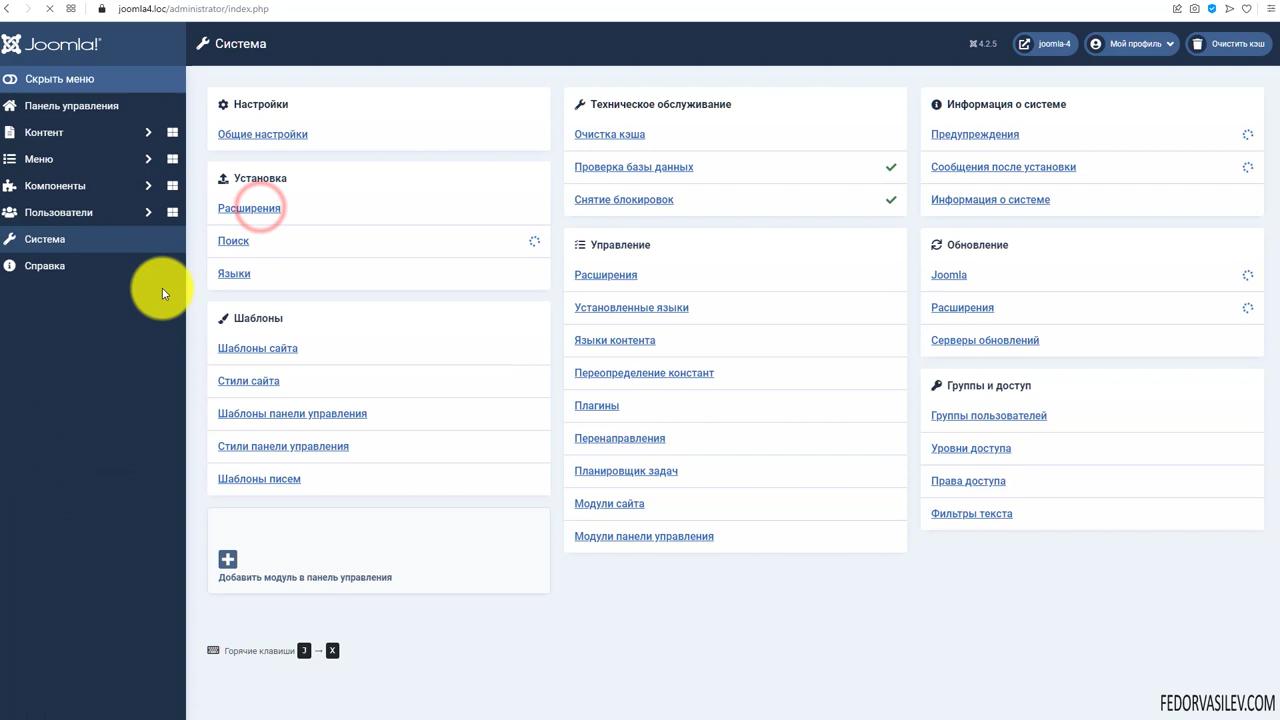 joomla4.loc/administrator/index.php
Joomla!®
Система
4.2.5
joomla-4
Мой профиль
Очистить кэш
Скрыть меню
Панель управления
Контент
Меню
Компоненты
Пользователи
Система
Справка
Настройки
Общие настройки
Установка
Расширения
Поиск
Языки
Шаблоны
Шаблоны сайта
Стили сайта
Шаблоны панели управления
Стили панели управления
Шаблоны писем
Добавить модуль в панель управления
Горячие клавиши J → X
Техническое обслуживание
Очистка кэша
Проверка базы данных
Снятие блокировок
Управление
Расширения
Установленные языки
Языки контента
Переопределение констант
Плагины
Перенаправления
Планировщик задач
Модули сайта
Модули панели управления
Информация о системе
Предупреждения
Сообщения после установки
Информация о системе
Обновление
Joomla
Расширения
Серверы обновлений
Группы и доступ
Группы пользователей
Уровни доступа
Права доступа
Фильтры текста
FEDORVASILEV.COM